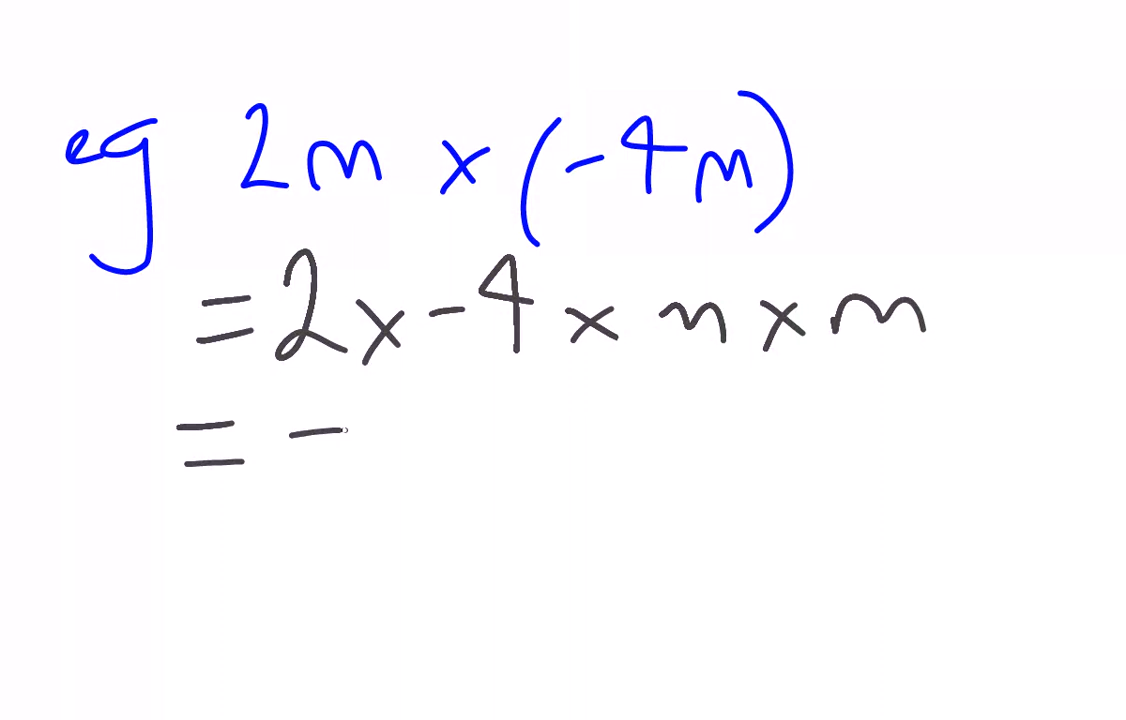 eg 2m × (-4m)
= 2 × -4 × m × m
= -